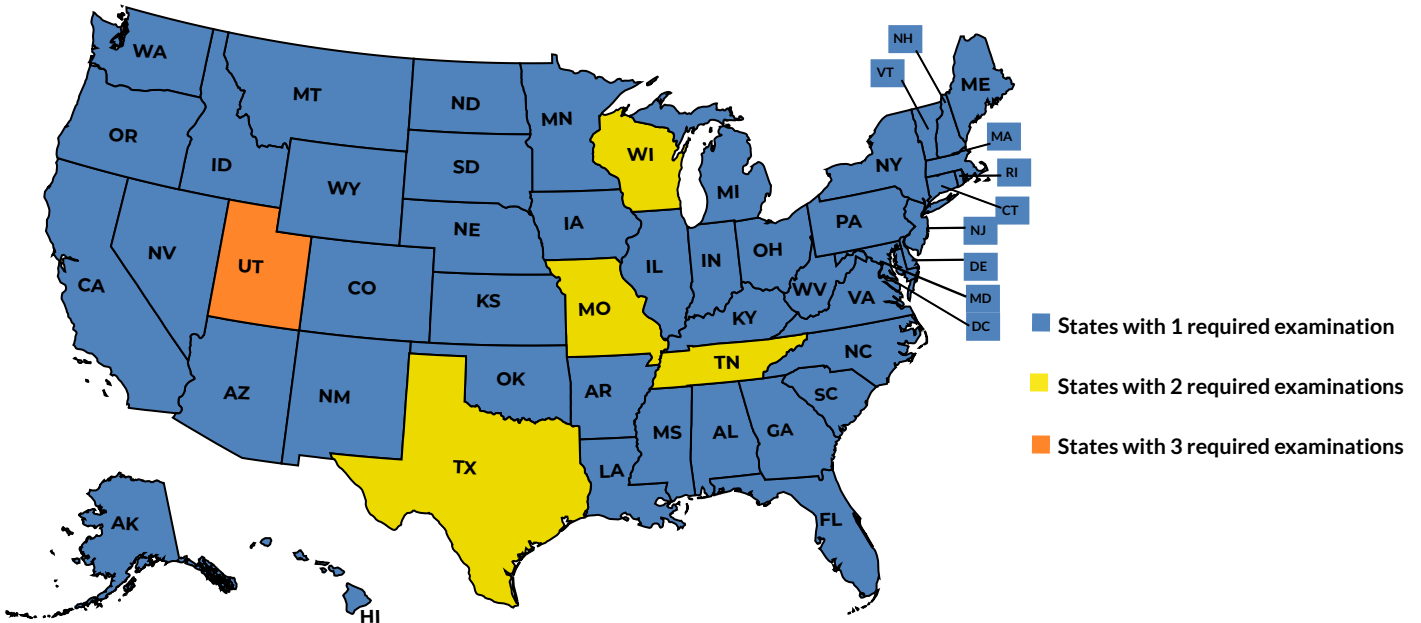 NH
WA
VT
ME
MT
ND
MN
OR
MA
WI
ID
SD
NY
RI
WY
MI
CT
IA
PA
NE
NJ
NV
OH
UT
IL
IN
DE
CA
CO
WV
VA
MD
KS
MO
KY
DC
States with 1 required examination
NC
TN
OK
States with 2 required examinations
AZ
NM
AR
SC
MS
AL
GA
States with 3 required examinations
TX
LA
AK
FL
HI